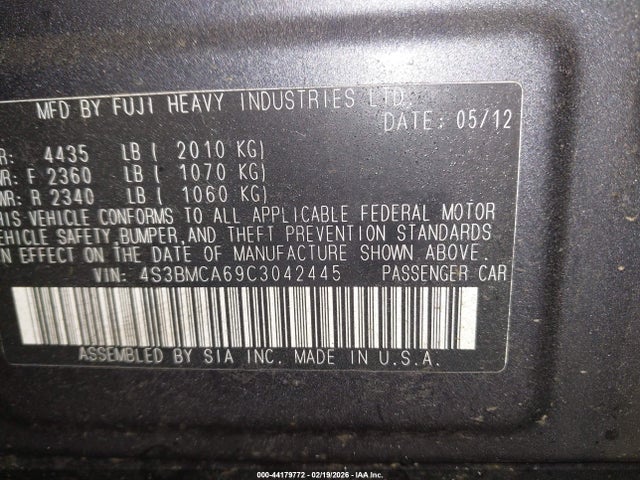 MFD BY FUJI HEAVY INDUSTRIES LTD.
DATE: 05/12
R: 4435 LB ( 2010 KG)
WR: F 2360 LB ( 1070 KG)
WR: R 2340 LB ( 1060 KG)
HIS VEHICLE CONFORMS TO ALL APPLICABLE FEDERAL MOTOR
EHICLE SAFETY, BUMPER, AND THEFT PREVENTION STANDARDS
N EFFECT ON THE DATE OF MANUFACTURE SHOWN ABOVE.
VIN: 4S3BMCA69C3042445 PASSENGER CAR
ASSEMBLED BY SIA INC. MADE IN U.S.A.
000-44179772 - 02/19/2026 - IAA Inc.